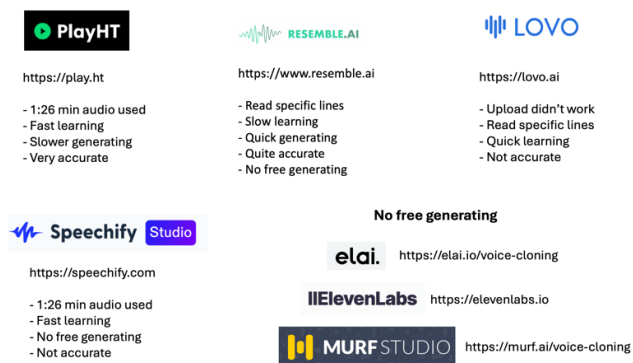 PlayHT
https://play.ht
- 1:26 min audio used
- Fast learning
- Slower generating
- Very accurate
RESEMBLE.AI
https://www.resemble.ai
- Read specific lines
- Slow learning
- Quick generating
- Quite accurate
- No free generating
LOVO
https://lovo.ai
- Upload didn’t work
- Read specific lines
- Quick learning
- Not accurate
Speechify Studio
https://speechify.com
- 1:26 min audio used
- Fast learning
- No free generating
- Not accurate
No free generating
elai. https://elai.io/voice-cloning
IIElevenLabs https://elevenlabs.io
MURF STUDIO https://murf.ai/voice-cloning